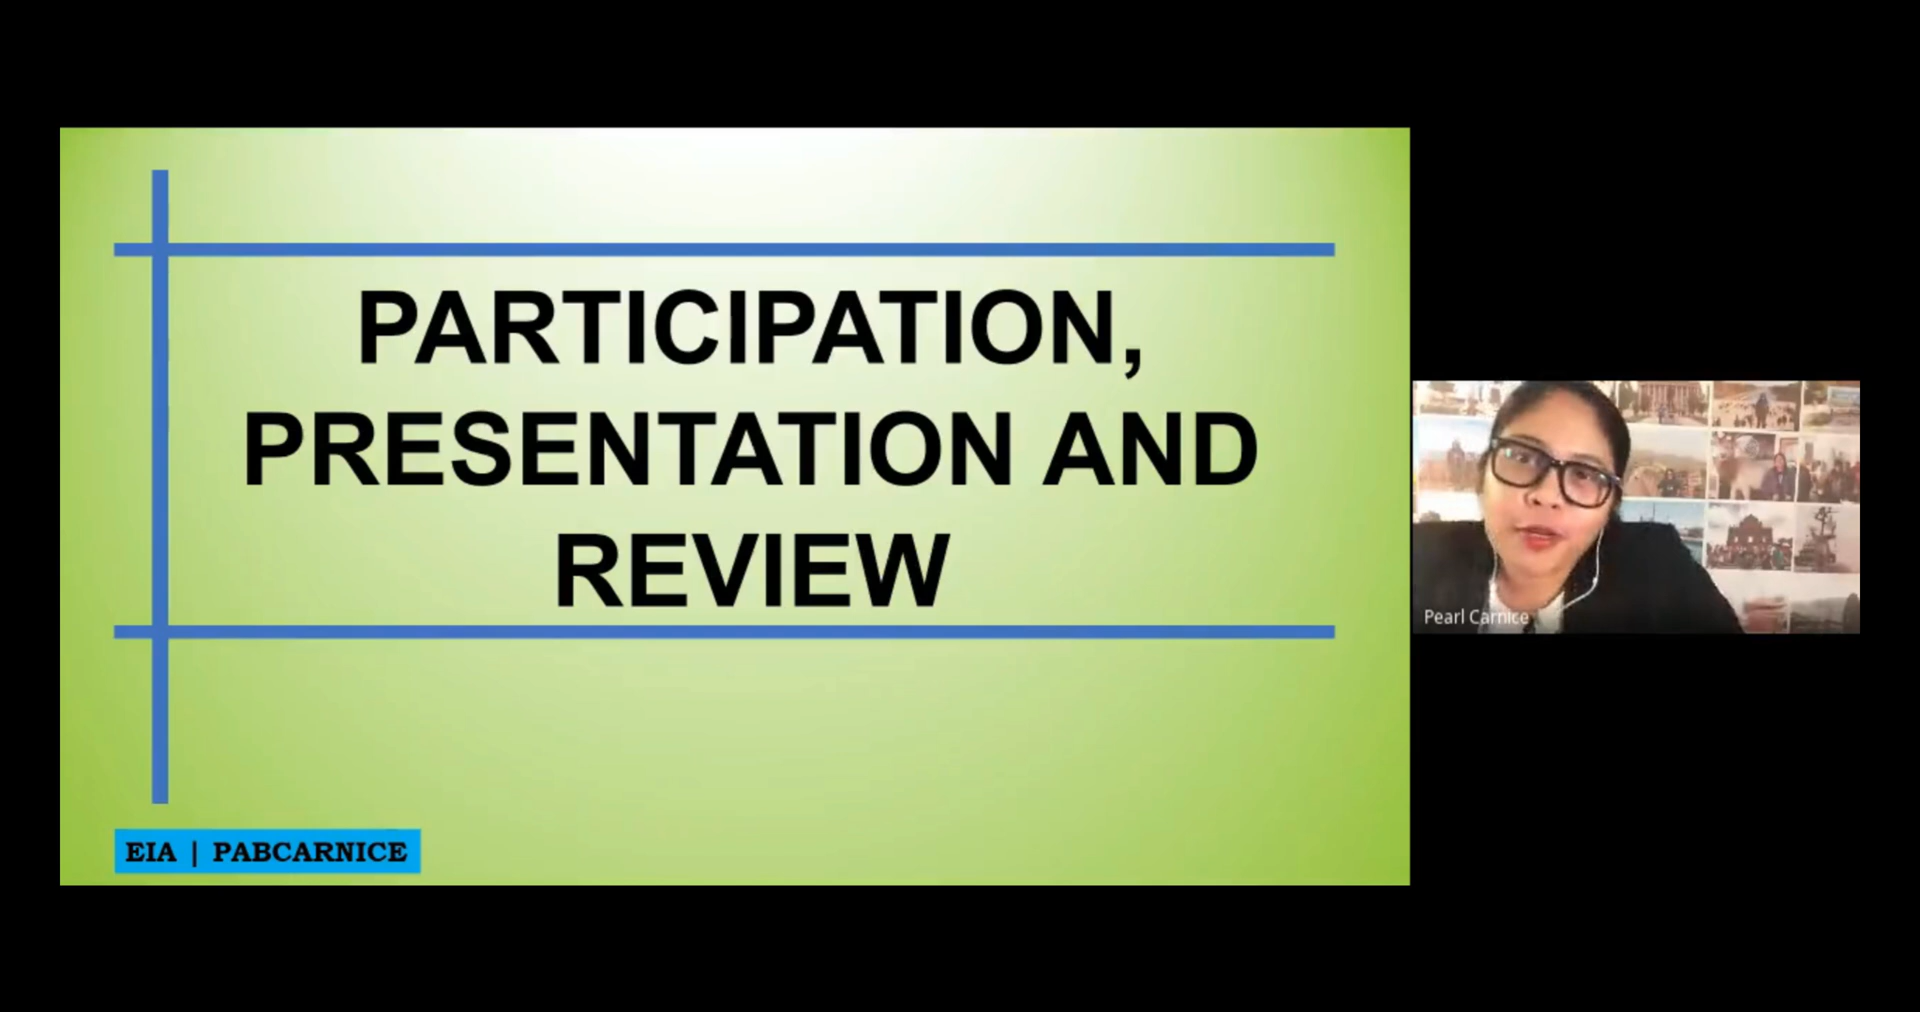 PARTICIPATION,
PRESENTATION AND
REVIEW
EIA | PABCARNICE
Pearl Carnice